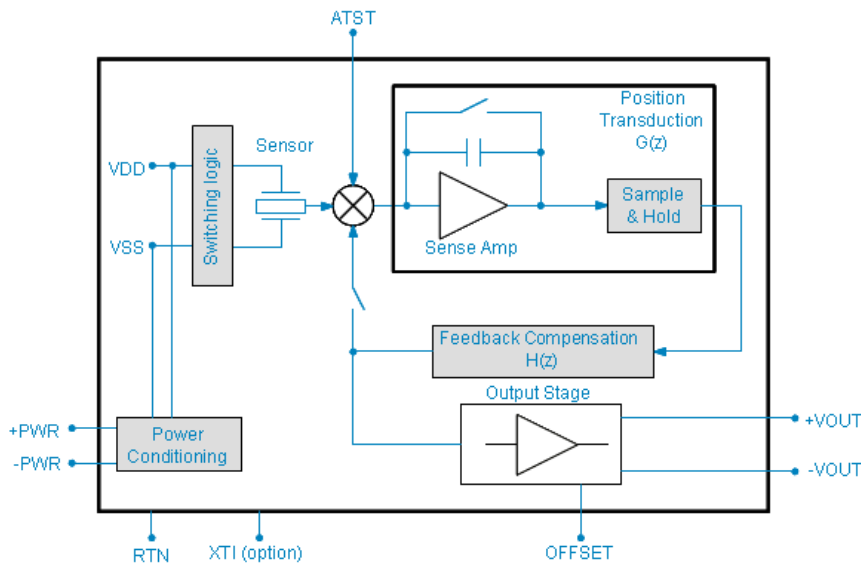 ATST
Position
Transduction
G(z)
Sensor
VDD
Switching logic
Sample
& Hold
VSS
Sense Amp
Feedback Compensation
H(z)
Output Stage
+PWR
Power
Conditioning
-PWR
+VOUT
-VOUT
RTN
XTI (option)
OFFSET